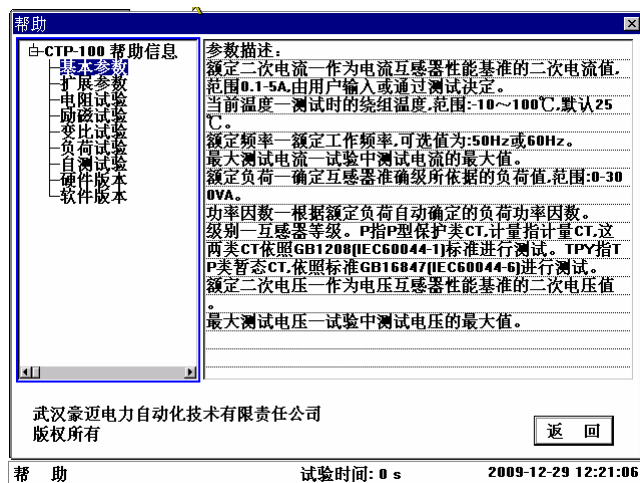 帮助
CTP-100 帮助信息
基本参数
扩展参数
电阻试验
励磁试验
变比试验
负荷试验
自测试验
硬件版本
软件版本
参数描述：
额定二次电流—作为电流互感器性能基准的二次电流值,
范围0.1-5A,由用户输入或通过测试决定。
当前温度—测试时的绕组温度,范围:-10～100℃,默认25
℃。
额定频率—额定工作频率,可选值为:50Hz或60Hz。
最大测试电流—试验中测试电流的最大值。
额定负荷—确定互感器准确级所依据的负荷值,范围:0-30
0VA。
功率因数—根据额定负荷自动确定的负荷功率因数。
级别—互感器等级。P指P型保护类CT,计量指计量CT,这
两类CT依照GB1208(IEC60044-1)标准进行测试。TPY指T
P类暂态CT,依照标准GB16847(IEC60044-6)进行测试。
额定二次电压—作为电压互感器性能基准的二次电压值
。
最大测试电压—试验中测试电压的最大值。
武汉豪迈电力自动化技术有限责任公司
版权所有
返 回
帮 助 试验时间: 0 s 2009-12-29 12:21:06